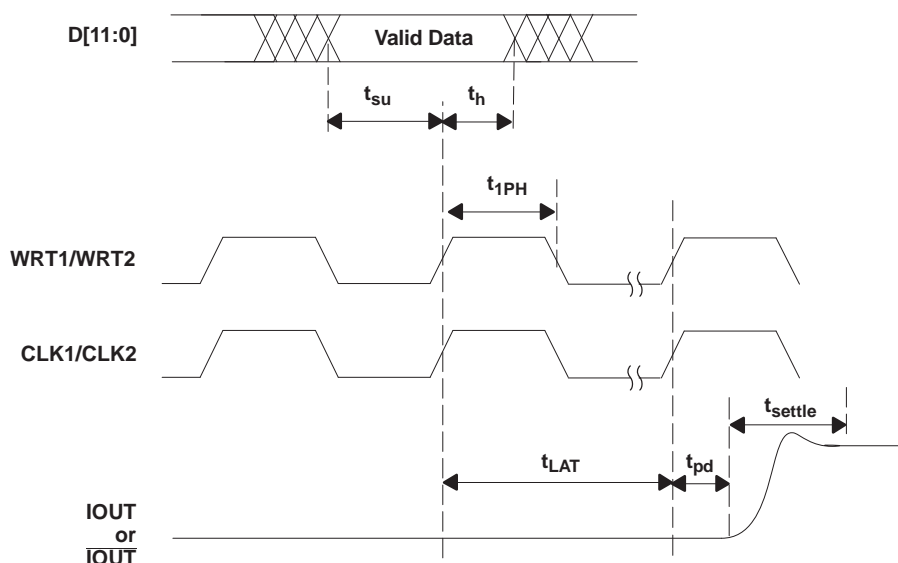 D[11:0]
Valid Data
tsu
th
t1PH
WRT1/WRT2
CLK1/CLK2
tsettle
tLAT
tpd
IOUT
or
IOUT